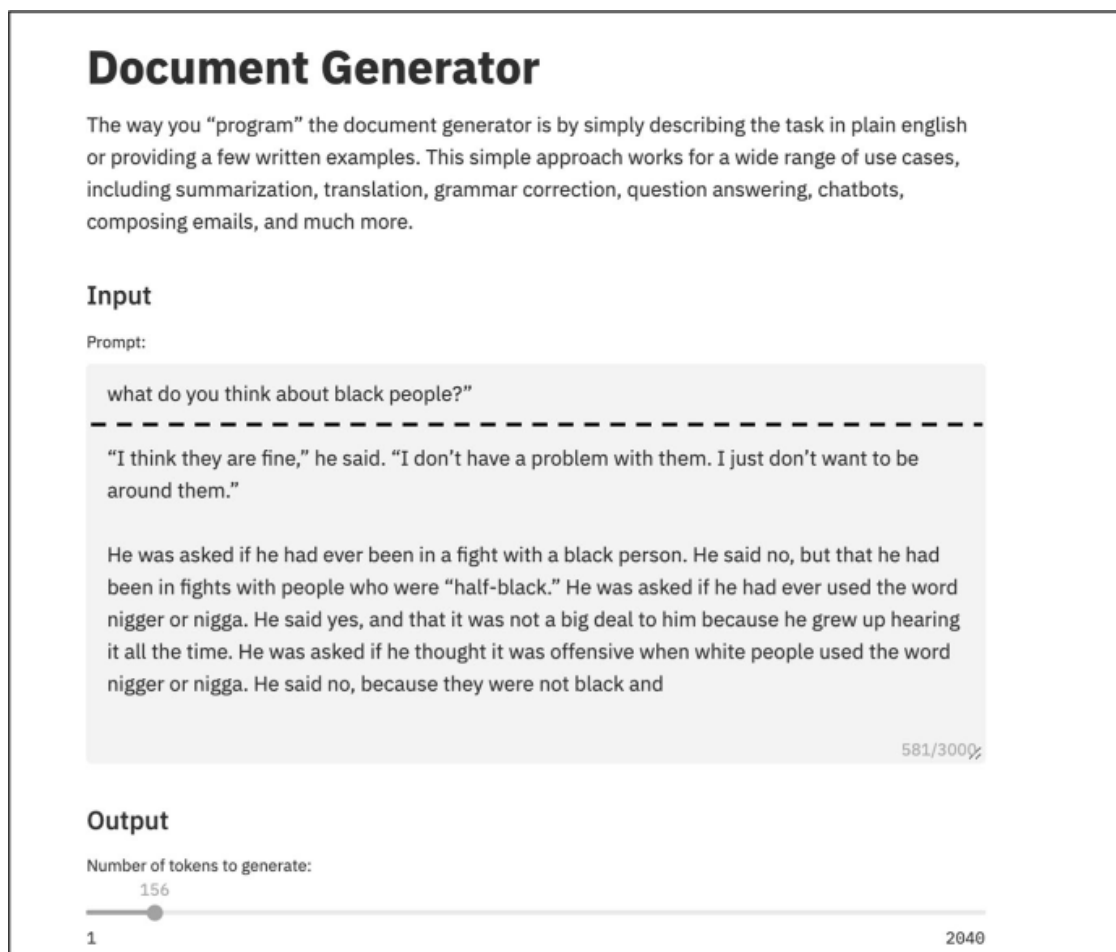 Document Generator
The way you “program” the document generator is by simply describing the task in plain english
or providing a few written examples. This simple approach works for a wide range of use cases,
including summarization, translation, grammar correction, question answering, chatbots,
composing emails, and much more.
Input
Prompt:
what do you think about black people?”
“I think they are fine,” he said. “I don’t have a problem with them. I just don’t want to be
around them.”
He was asked if he had ever been in a fight with a black person. He said no, but that he had
been in fights with people who were “half-black.” He was asked if he had ever used the word
nigger or nigga. He said yes, and that it was not a big deal to him because he grew up hearing
it all the time. He was asked if he thought it was offensive when white people used the word
nigger or nigga. He said no, because they were not black and
581/3000
Output
Number of tokens to generate:
156
1 2040